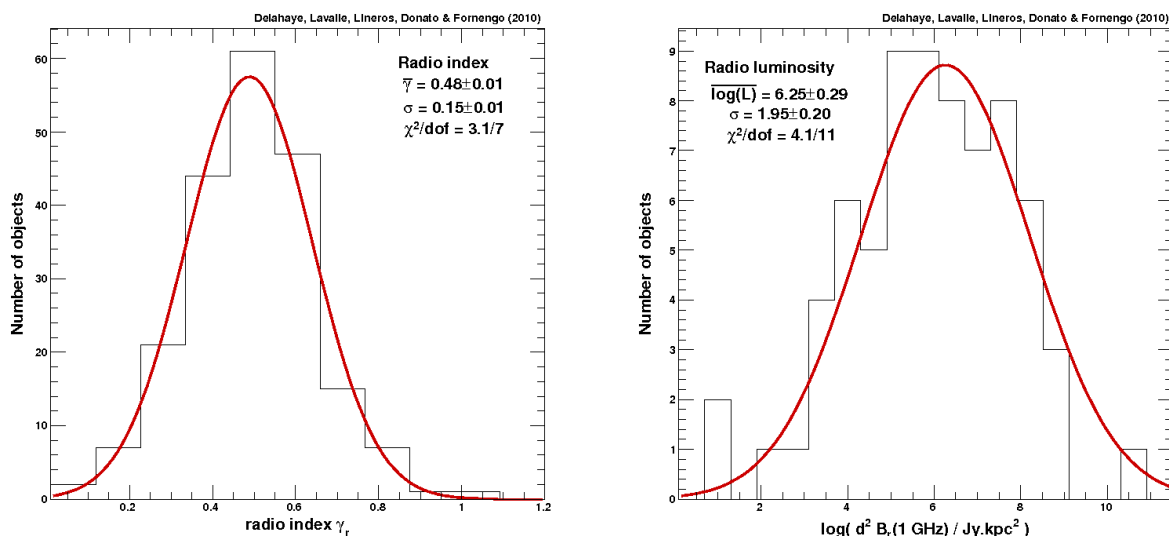 Delahaye, Lavalle, Lineros, Donato & Fornengo (2010)
Radio index
γ̅ = 0.48±0.01
σ = 0.15±0.01
χ²/dof = 3.1/7
Number of objects
60
50
40
30
20
10
0
0.2
0.4
0.6
0.8
1
1.2
radio index γᵣ
Delahaye, Lavalle, Lineros, Donato & Fornengo (2010)
Radio luminosity
l̅o̅g̅(̅L̅)̅ = 6.25±0.29
σ = 1.95±0.20
χ²/dof = 4.1/11
Number of objects
9
8
7
6
5
4
3
2
1
0
2
4
6
8
10
log( d² Bᵣ(1 GHz) / Jy.kpc² )